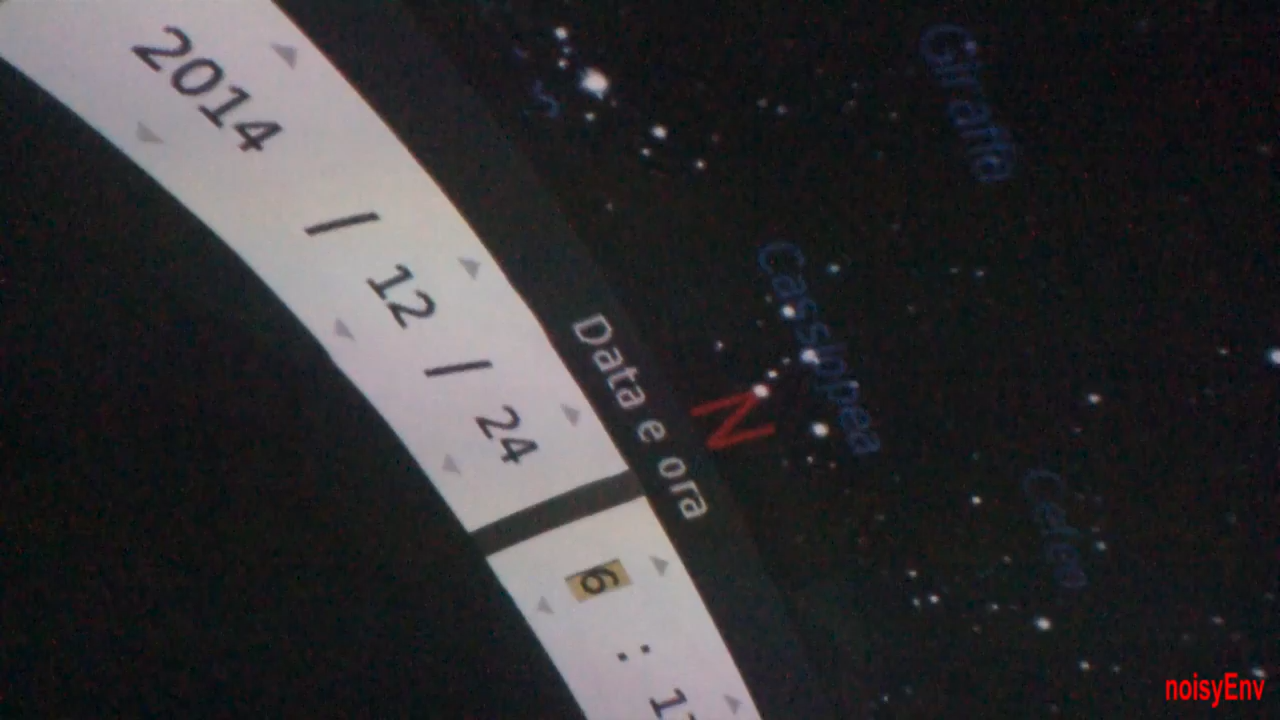 2014 / 12 / 24
6 :
Data e ora
N
Giraffa
Cassiopea
Cefeo
noisyEnv